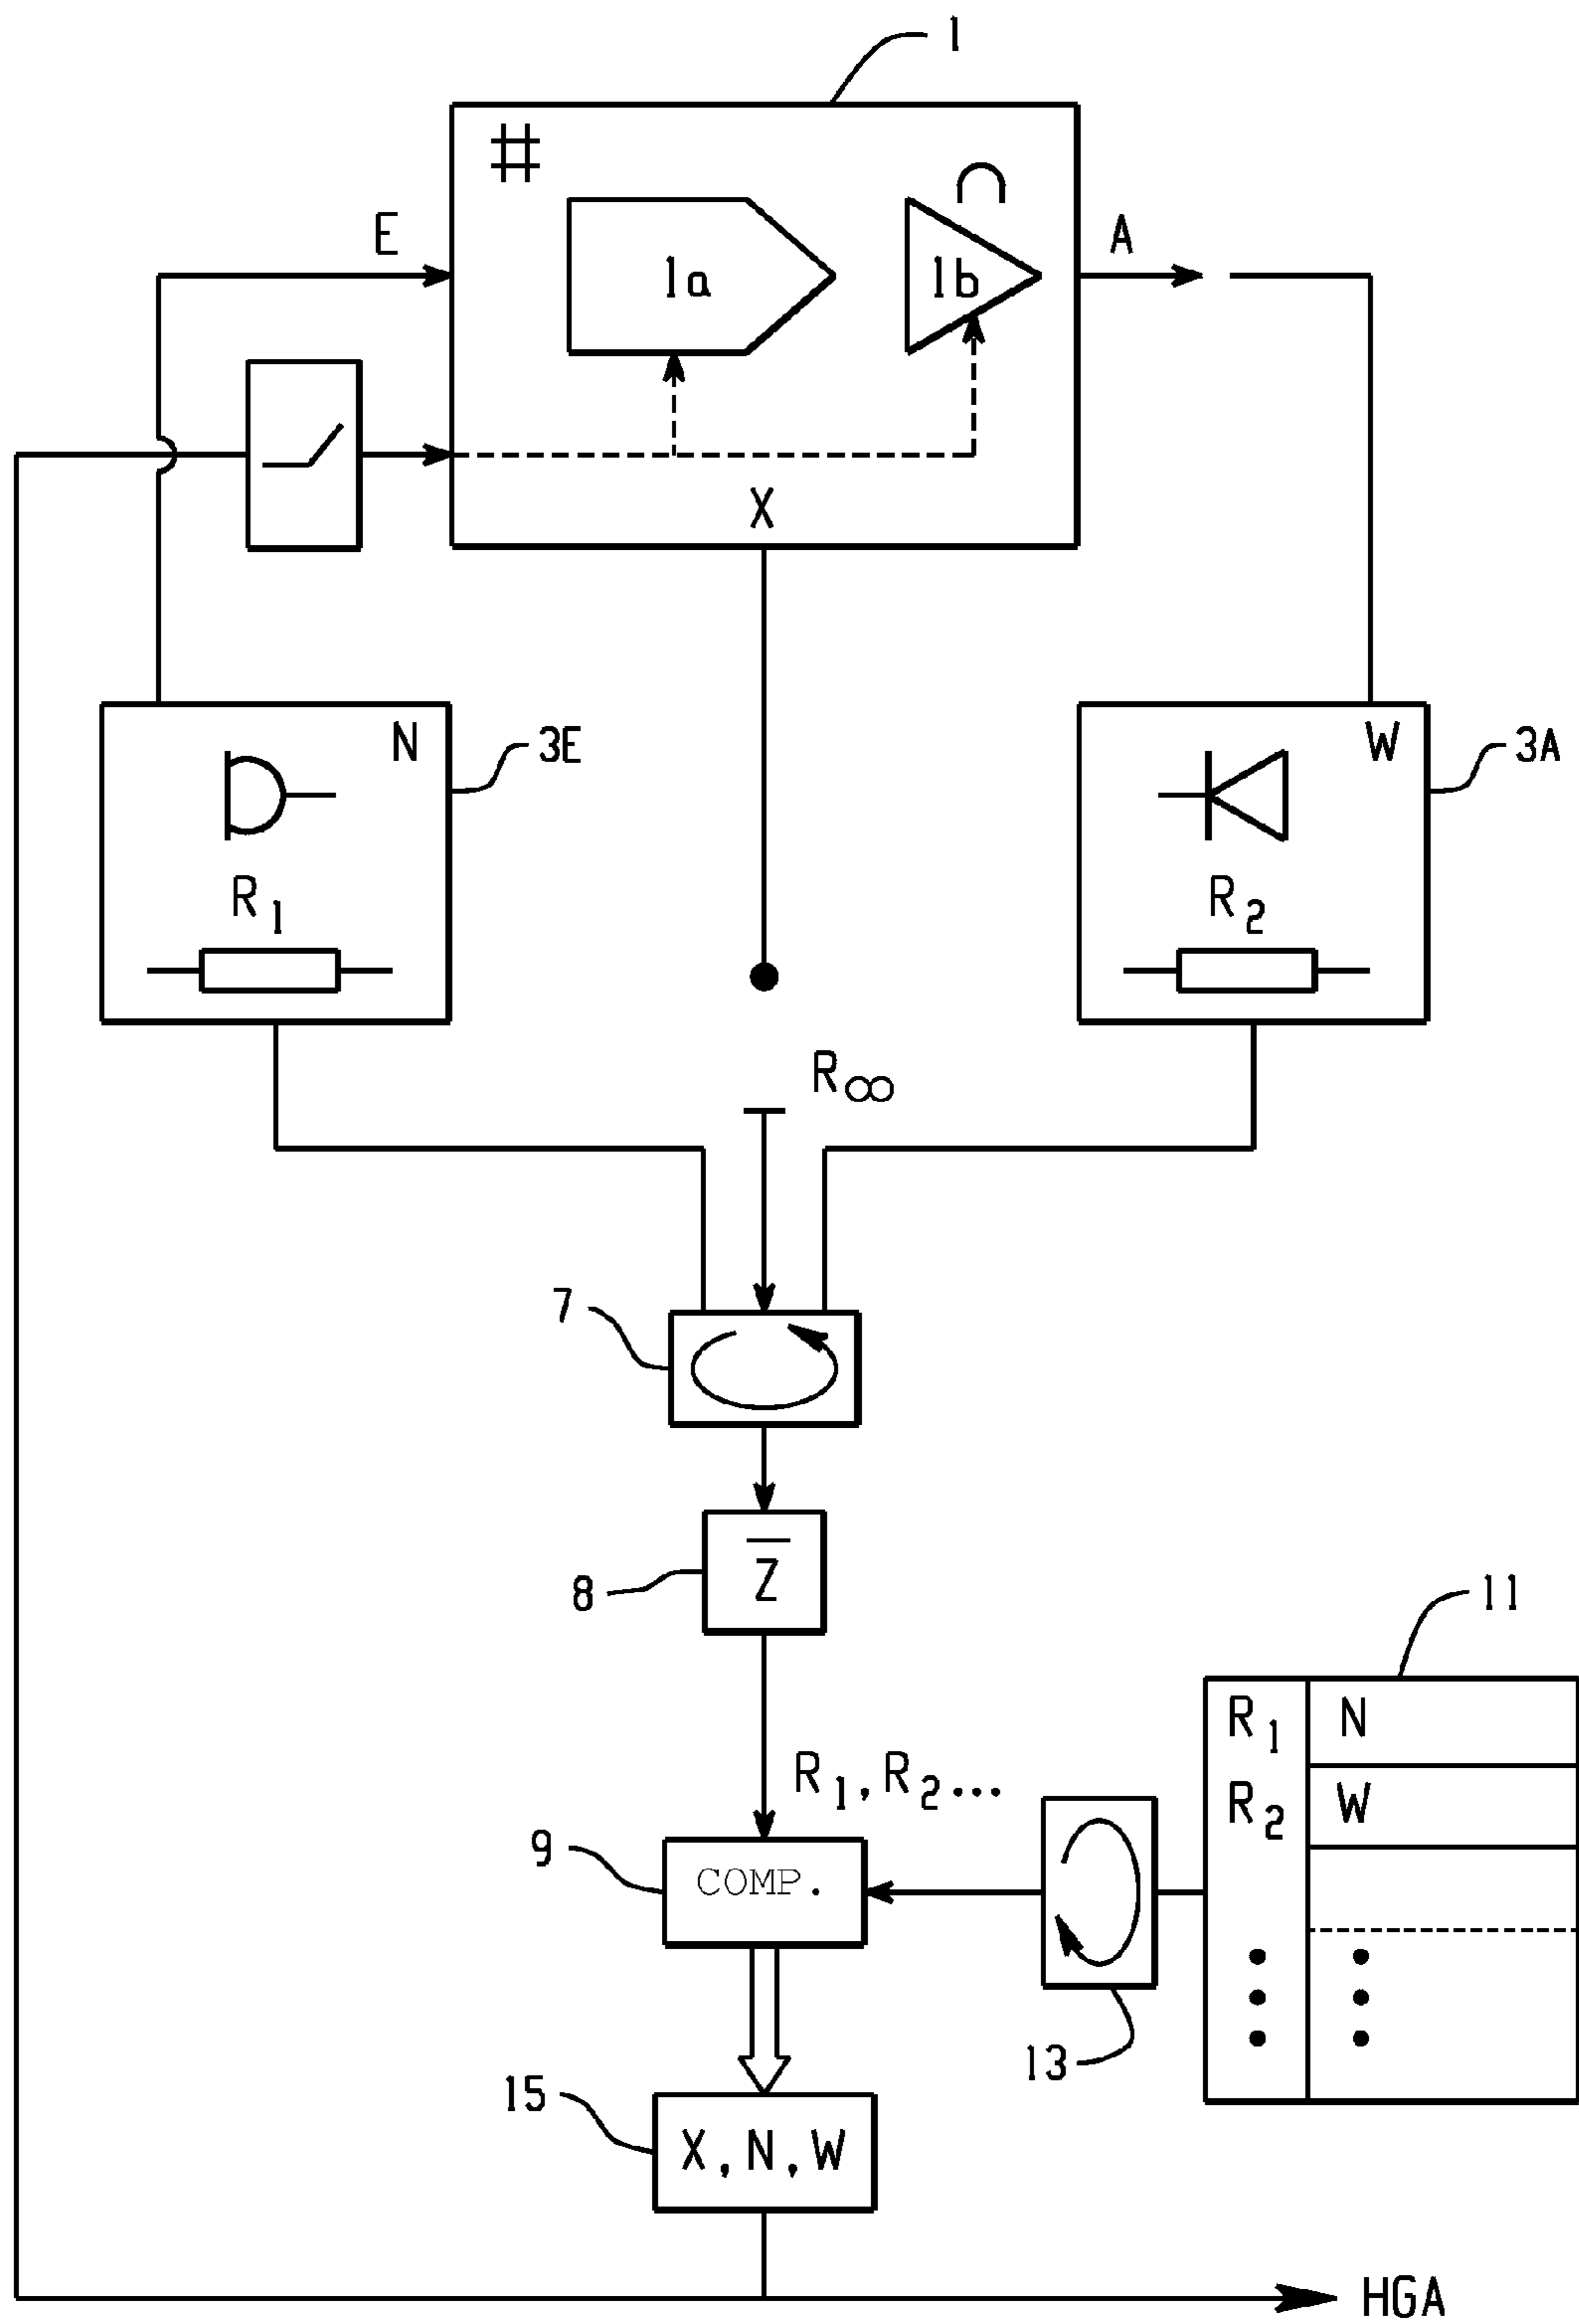 1
#
E
1a
1b
A
X
N
3E
R1
W
3A
R2
R∞
7
Z̅
8
11
R1 N
R2 W
R1, R2...
9
COMP.
13
15
X, N, W
HGA